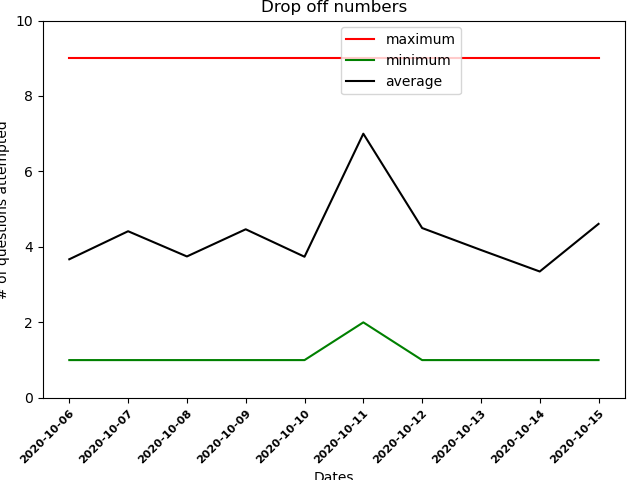 Drop off numbers
maximum
minimum
average
# of questions attempted
10
8
6
4
2
0
2020-10-06
2020-10-07
2020-10-08
2020-10-09
2020-10-10
2020-10-11
2020-10-12
2020-10-13
2020-10-14
2020-10-15
Dates